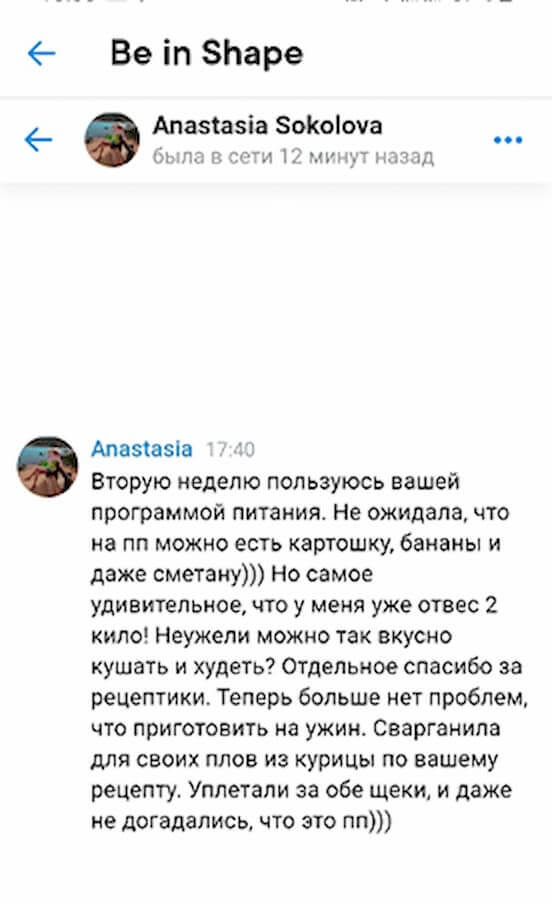 Be in Shape
Anastasia Sokolova
была в сети 12 минут назад
Anastasia 17:40
Вторую неделю пользуюсь вашей
программой питания. Не ожидала, что
на пп можно есть картошку, бананы и
даже сметану))) Но самое
удивительное, что у меня уже отвес 2
кило! Неужели можно так вкусно
кушать и худеть? Отдельное спасибо за
рецептики. Теперь больше нет проблем,
что приготовить на ужин. Сварганила
для своих плов из курицы по вашему
рецепту. Уплетали за обе щеки, и даже
не догадались, что это пп)))